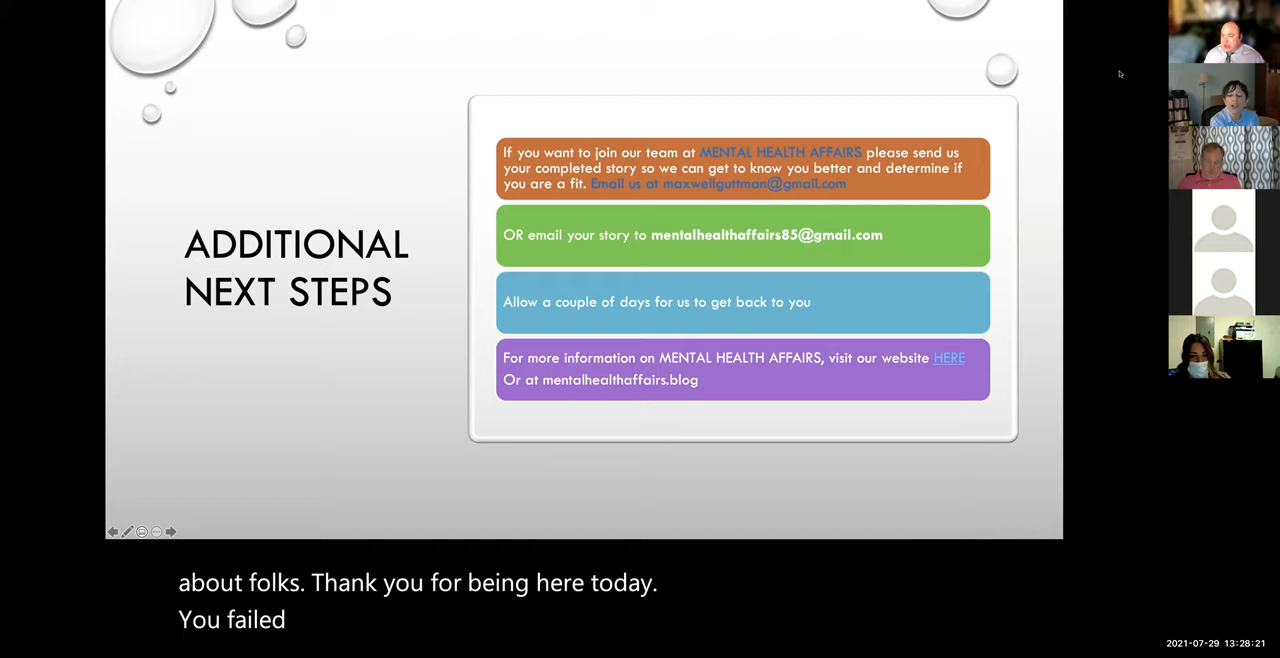 ADDITIONAL
NEXT STEPS
If you want to join our team at MENTAL HEALTH AFFAIRS please send us
your completed story so we can get to know you better and determine if
you are a fit. Email us at maxwellguttman@gmail.com
OR email your story to mentalhealthaffairs85@gmail.com
Allow a couple of days for us to get back to you
For more information on MENTAL HEALTH AFFAIRS, visit our website HERE
Or at mentalhealthaffairs.blog
about folks. Thank you for being here today.
You failed
2021-07-29 13:28:21